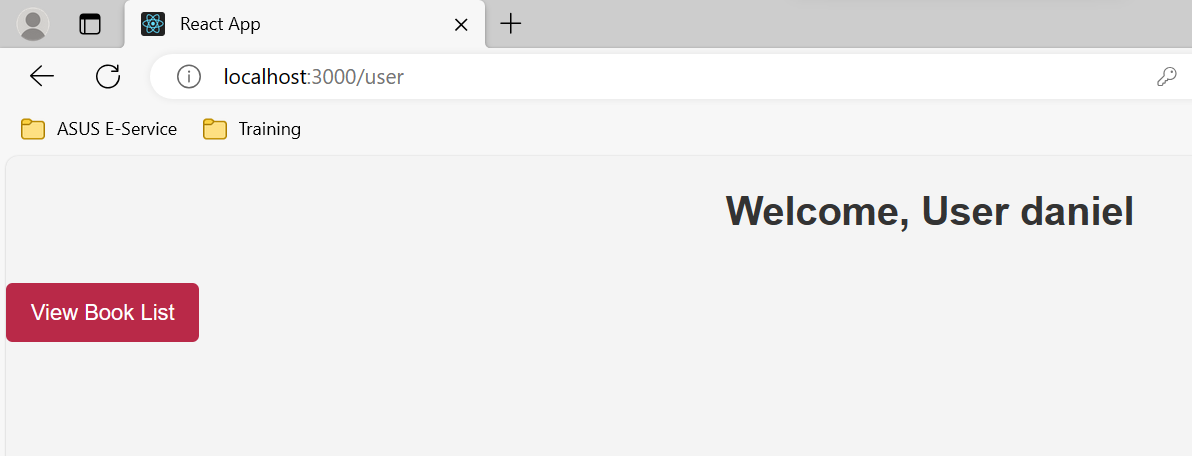 React App
localhost:3000/user
ASUS E-Service Training
Welcome, User daniel
View Book List